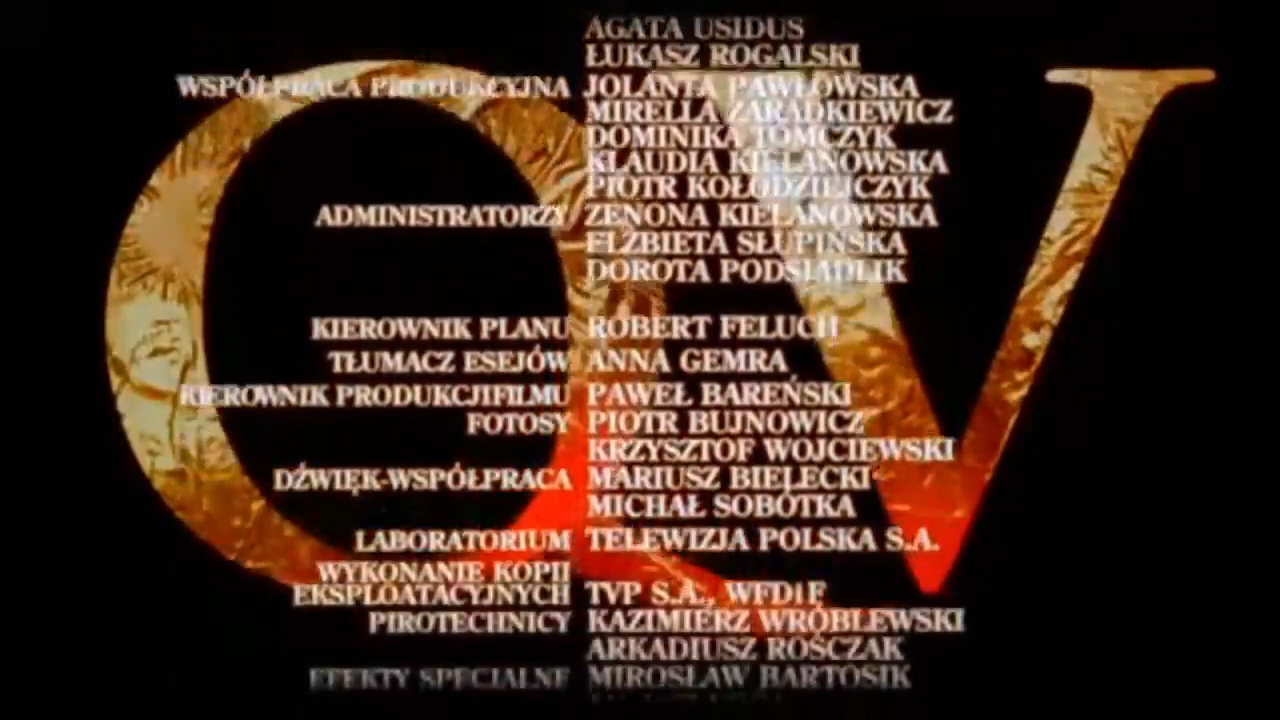 AGATA USIDUS
ŁUKASZ ROGALSKI
WSPÓŁPRACA PRODUKCYJNA JOLANTA PAWŁOWSKA
MIRELLA ZARADKIEWICZ
DOMINIKA TOMCZYK
KLAUDIA KIELANOWSKA
PIOTR KOŁODZIEJCZYK
ADMINISTRATORZY ZENONA KIELANOWSKA
ELŻBIETA SŁUPIŃSKA
DOROTA PODSIADLIK
KIEROWNIK PLANU ROBERT FELUCH
TŁUMACZ ESEJÓW ANNA GEMRA
KIEROWNIK PRODUKCJIFILMU PAWEŁ BAREŃSKI
FOTOSY PIOTR BUJNOWICZ
KRZYSZTOF WOJCIEWSKI
DŹWIĘK-WSPÓŁPRACA MARIUSZ BIELECKI
MICHAŁ SOBÓTKA
LABORATORIUM TELEWIZJA POLSKA S.A.
WYKONANIE KOPII
EKSPLOATACYJNYCH TVP S.A., WFDiF
PIROTECHNICY KAZIMIERZ WRÓBLEWSKI
ARKADIUSZ ROŚCZAK
EFEKTY SPECJALNE MIROSŁAW BARTOSIK
QV